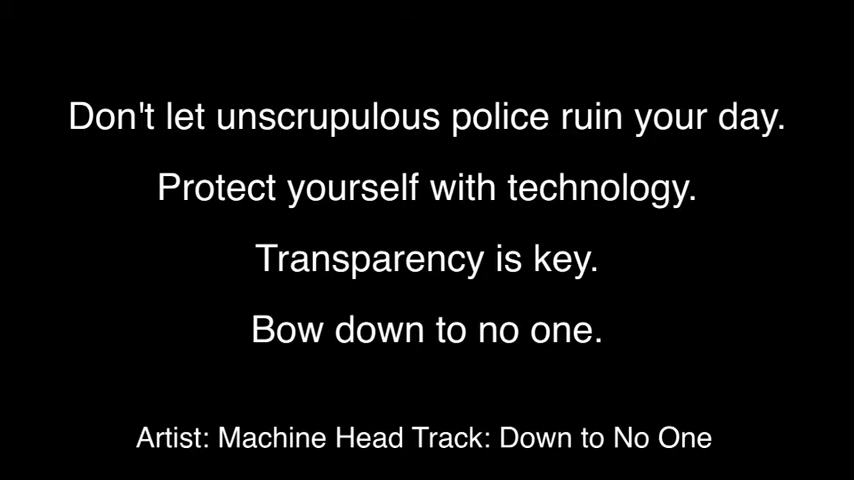 Don't let unscrupulous police ruin your day.
Protect yourself with technology.
Transparency is key.
Bow down to no one.
Artist: Machine Head Track: Down to No One